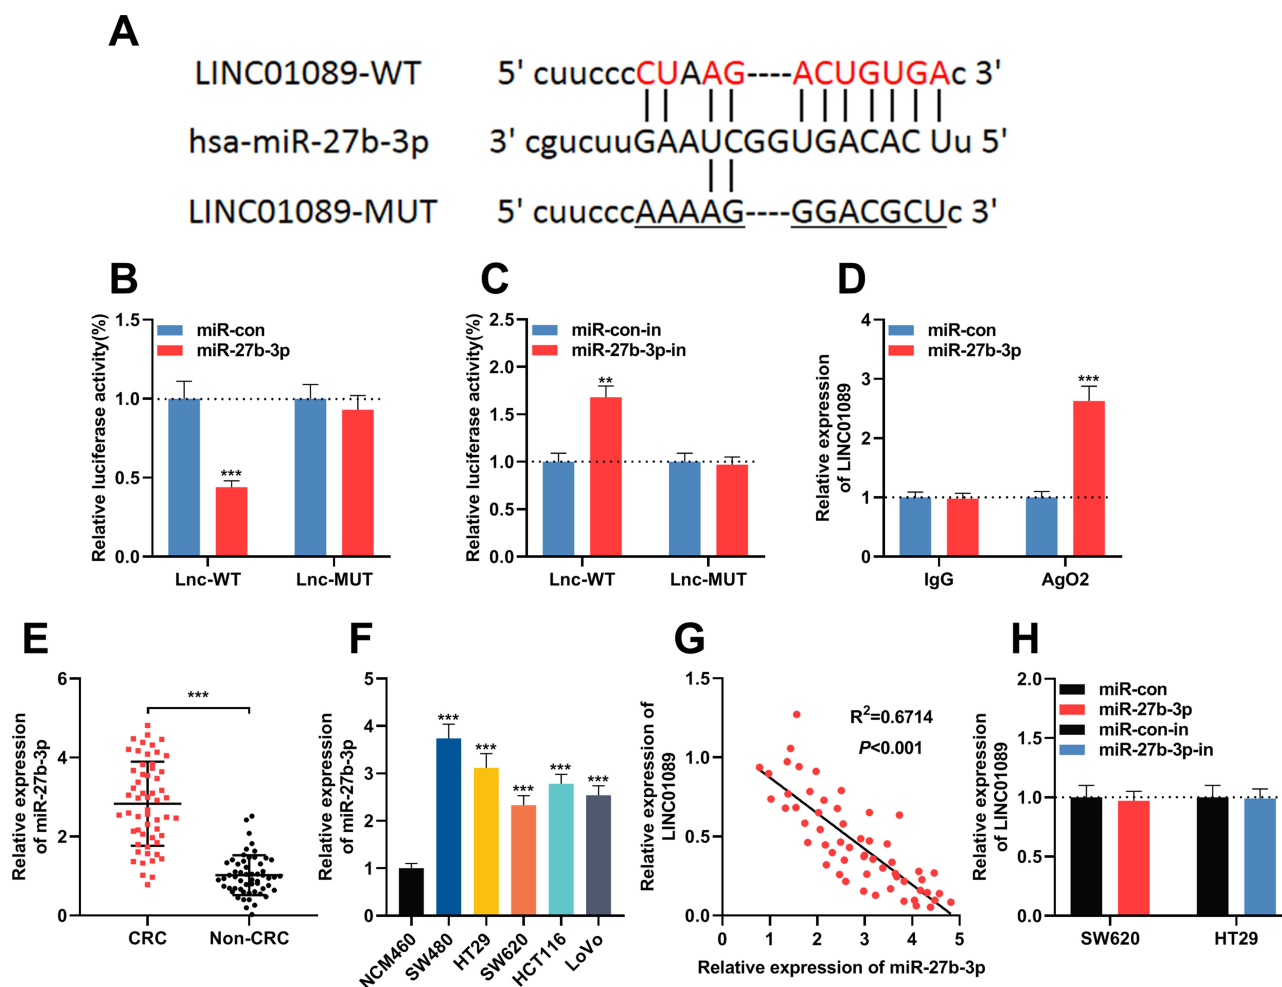 A
LINC01089-WT 5' cuucccCUAAG----ACUGUGAc 3'
hsa-miR-27b-3p 3' cgucuuGAAUCGGUGACAC Uu 5'
LINC01089-MUT 5' cuucccAAAAG----GGACGCUc 3'
B
Relative luciferase activity(%)
1.5
1.0
0.5
0.0
miR-con
miR-27b-3p
***
Lnc-WT Lnc-MUT
C
Relative luciferase activity(%)
2.5
2.0
1.5
1.0
0.5
0.0
miR-con-in
miR-27b-3p-in
**
Lnc-WT Lnc-MUT
D
Relative expression
of LINC01089
4
3
2
1
0
miR-con
miR-27b-3p
***
IgG AgO2
E
Relative expression
of miR-27b-3p
6
4
2
0
***
CRC Non-CRC
F
Relative expression
of miR-27b-3p
5
4
3
2
1
0
***
***
***
***
***
NCM460
SW480
HT29
SW620
HCT116
LoVo
G
Relative expression of
LINC01089
1.5
1.0
0.5
0.0
R2=0.6714
P<0.001
0 1 2 3 4 5
Relative expression of miR-27b-3p
H
Relative expression
of LINC01089
2.0
1.5
1.0
0.5
0.0
miR-con
miR-27b-3p
miR-con-in
miR-27b-3p-in
SW620 HT29